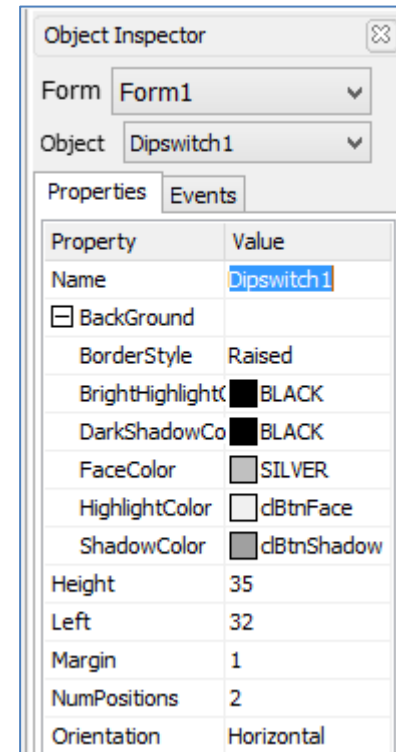 Object Inspector
Form Form1
Object Dipswitch1
Properties Events
Property Value
Name Dipswitch1
BackGround
BorderStyle Raised
BrightHighlightC BLACK
DarkShadowCo BLACK
FaceColor SILVER
HighlightColor clBtnFace
ShadowColor clBtnShadow
Height 35
Left 32
Margin 1
NumPositions 2
Orientation Horizontal